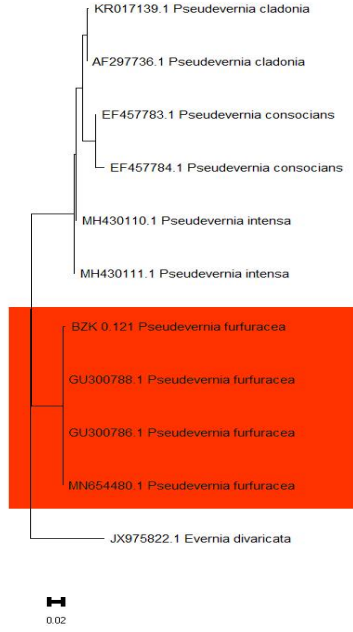 KR017139.1 Pseudevernia cladonia
AF297736.1 Pseudevernia cladonia
EF457783.1 Pseudevernia consocians
EF457784.1 Pseudevernia consocians
MH430110.1 Pseudevernia intensa
MH430111.1 Pseudevernia intensa
BZK 0.121 Pseudevernia furfuracea
GU300788.1 Pseudevernia furfuracea
GU300786.1 Pseudevernia furfuracea
MN654480.1 Pseudevernia furfuracea
JX975822.1 Evernia divaricata
0.02